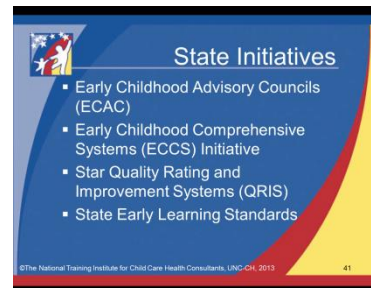 State Initiatives
▪ Early Childhood Advisory Councils
(ECAC)
▪ Early Childhood Comprehensive
Systems (ECCS) Initiative
▪ Star Quality Rating and
Improvement Systems (QRIS)
▪ State Early Learning Standards
©The National Training Institute for Child Care Health Consultants, UNC-CH, 2013
41